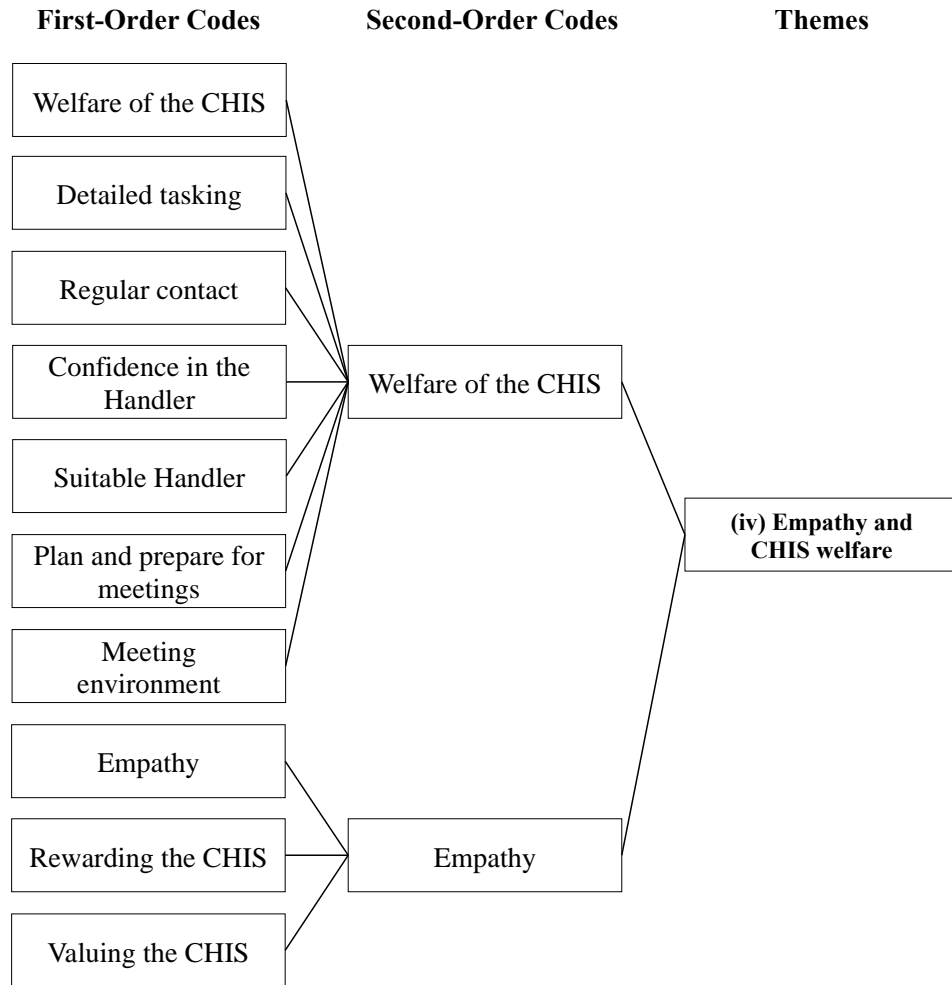 First-Order Codes
Second-Order Codes
Themes
Welfare of the CHIS
Detailed tasking
Regular contact
Confidence in the
Handler
Suitable Handler
Plan and prepare for
meetings
Meeting
environment
Empathy
Rewarding the CHIS
Valuing the CHIS
Welfare of the CHIS
Empathy
(iv) Empathy and
CHIS welfare